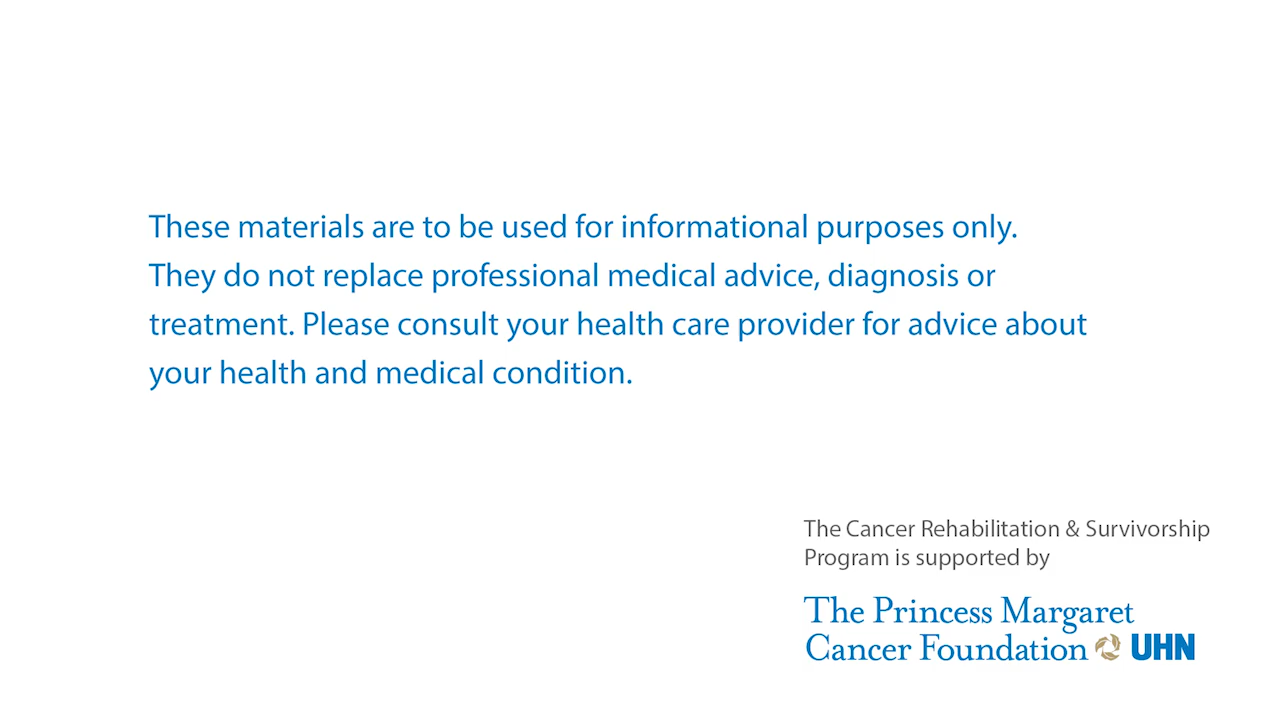 These materials are to be used for informational purposes only.
They do not replace professional medical advice, diagnosis or
treatment. Please consult your health care provider for advice about
your health and medical condition.
The Cancer Rehabilitation & Survivorship
Program is supported by
The Princess Margaret
Cancer Foundation UHN